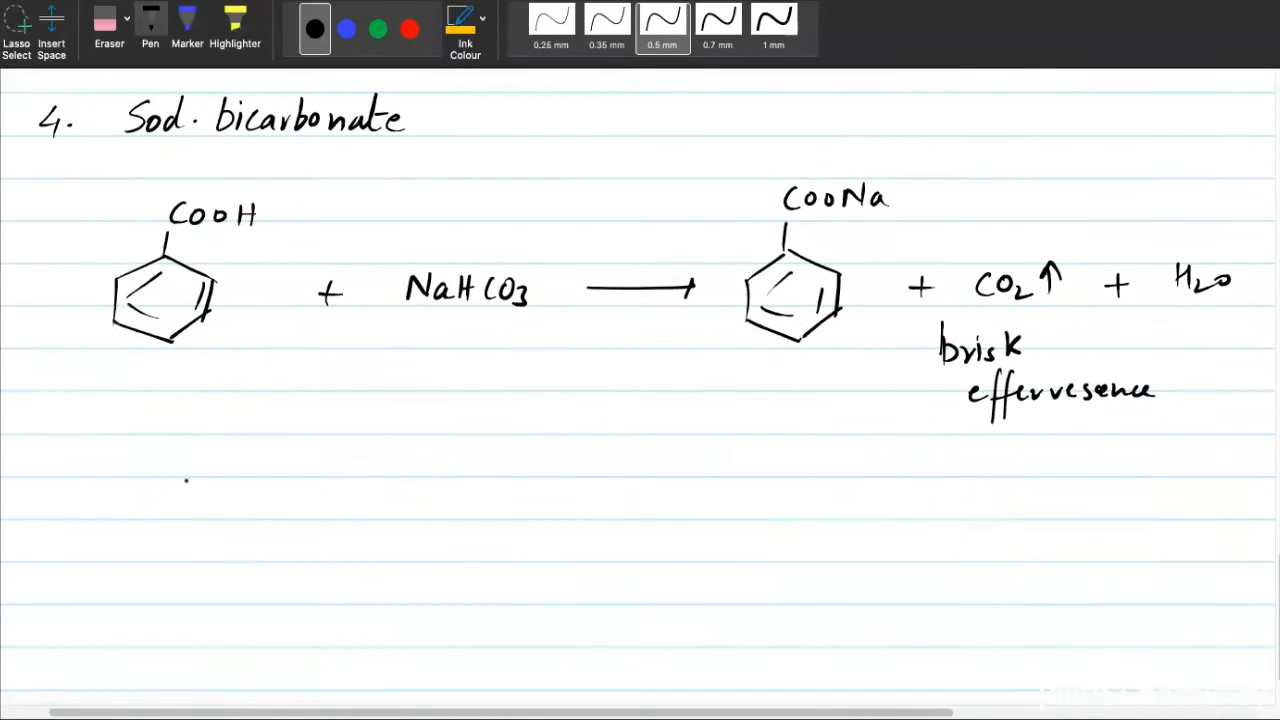 Lasso Select
Insert Space
Eraser
Pen
Marker
Highlighter
Ink Colour
0.25 mm
0.35 mm
0.5 mm
0.7 mm
1 mm
4. Sod. bicarbonate
COOH
COONa
+ NaHCO3 ⟶ + CO2↑ + H2O
brisk
effervesence